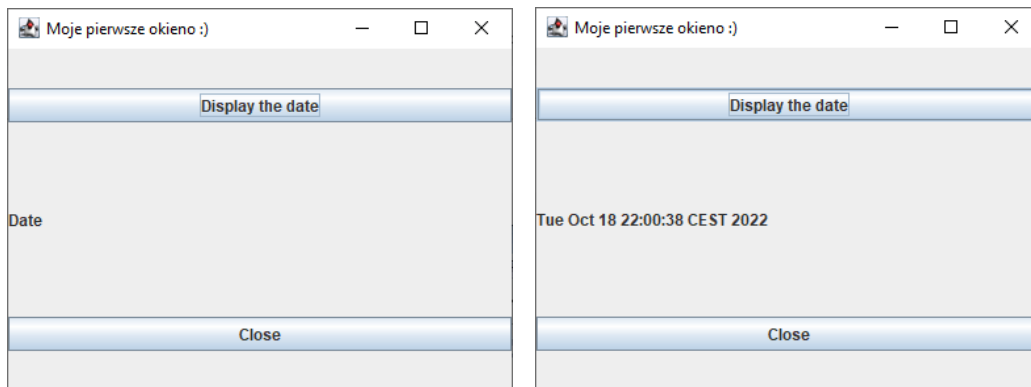 Moje pierwsze okieno :)
Display the date
Date
Close
Moje pierwsze okieno :)
Display the date
Tue Oct 18 22:00:38 CEST 2022
Close